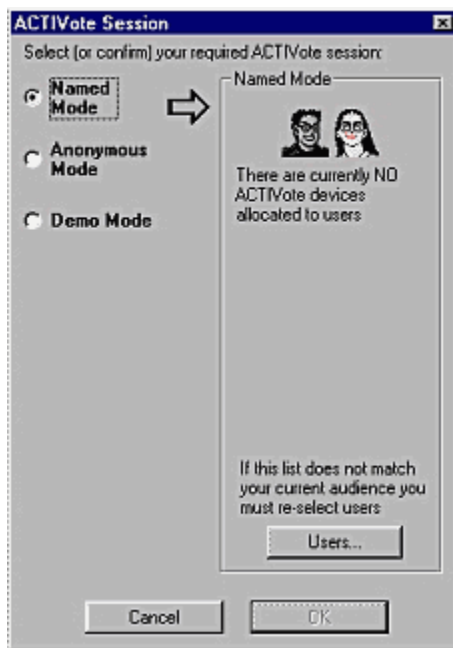 ACTIVote Session
Select (or confirm) your required ACTIVote session:
Named
Mode
Anonymous
Mode
Demo Mode
Named Mode
There are currently NO
ACTIVote devices
allocated to users
If this list does not match
your current audience you
must re-select users
Users...
Cancel
OK